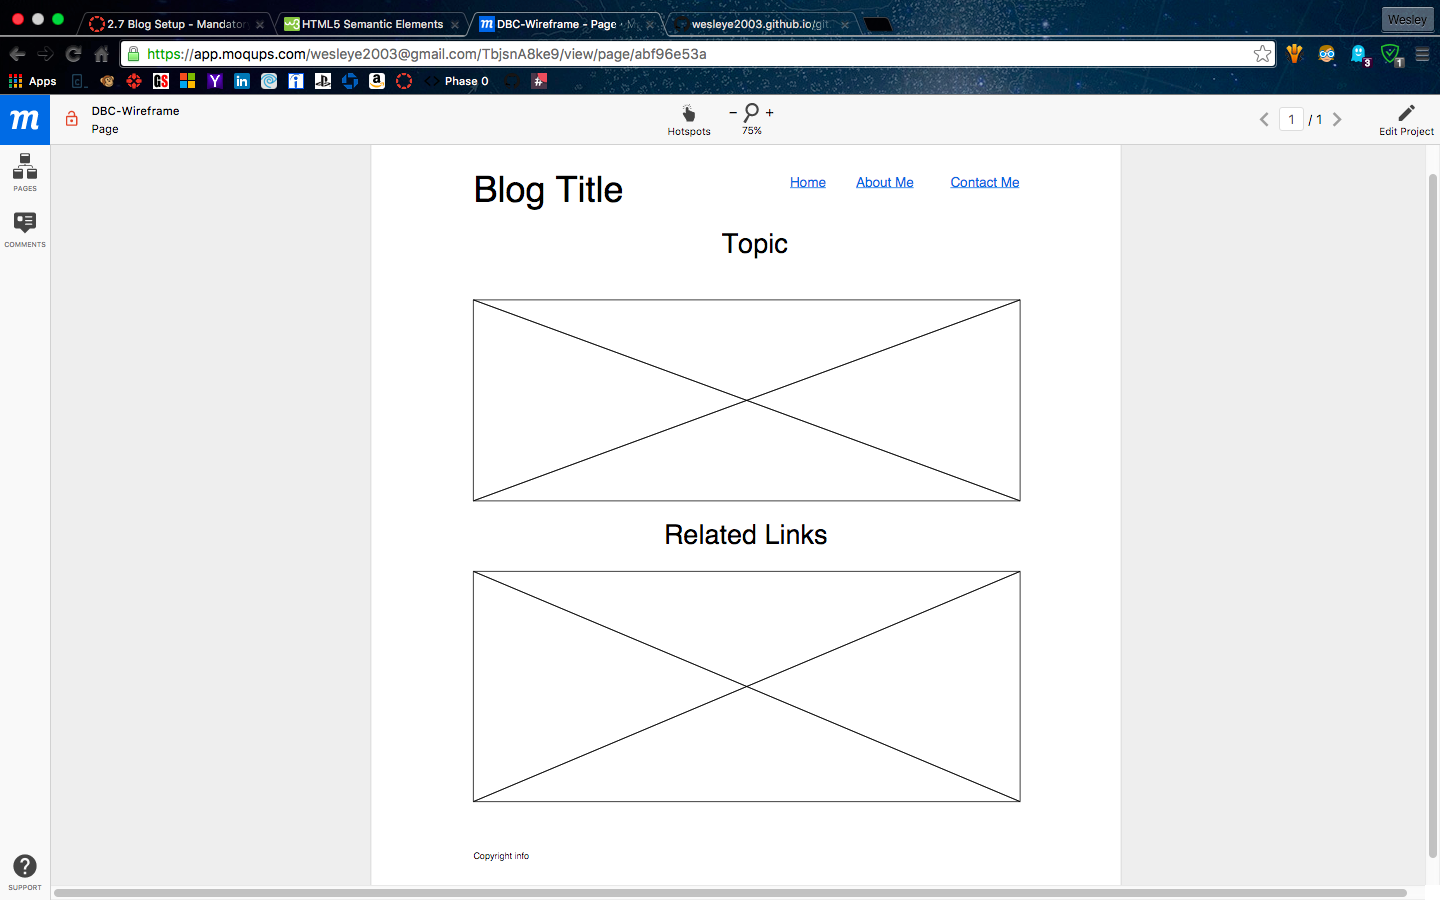 2.7 Blog Setup - Mandator
HTML5 Semantic Elements
DBC-Wireframe - Page · M
wesleye2003.github.io/git
Wesley
https://app.moqups.com/wesleye2003@gmail.com/TbjsnA8ke9/view/page/abf96e53a
3
1
Apps
Phase 0
DBC-Wireframe
Page
Hotspots
75%
1 / 1
Edit Project
PAGES
COMMENTS
SUPPORT
Blog Title
Home About Me Contact Me
Topic
Related Links
Copyright info